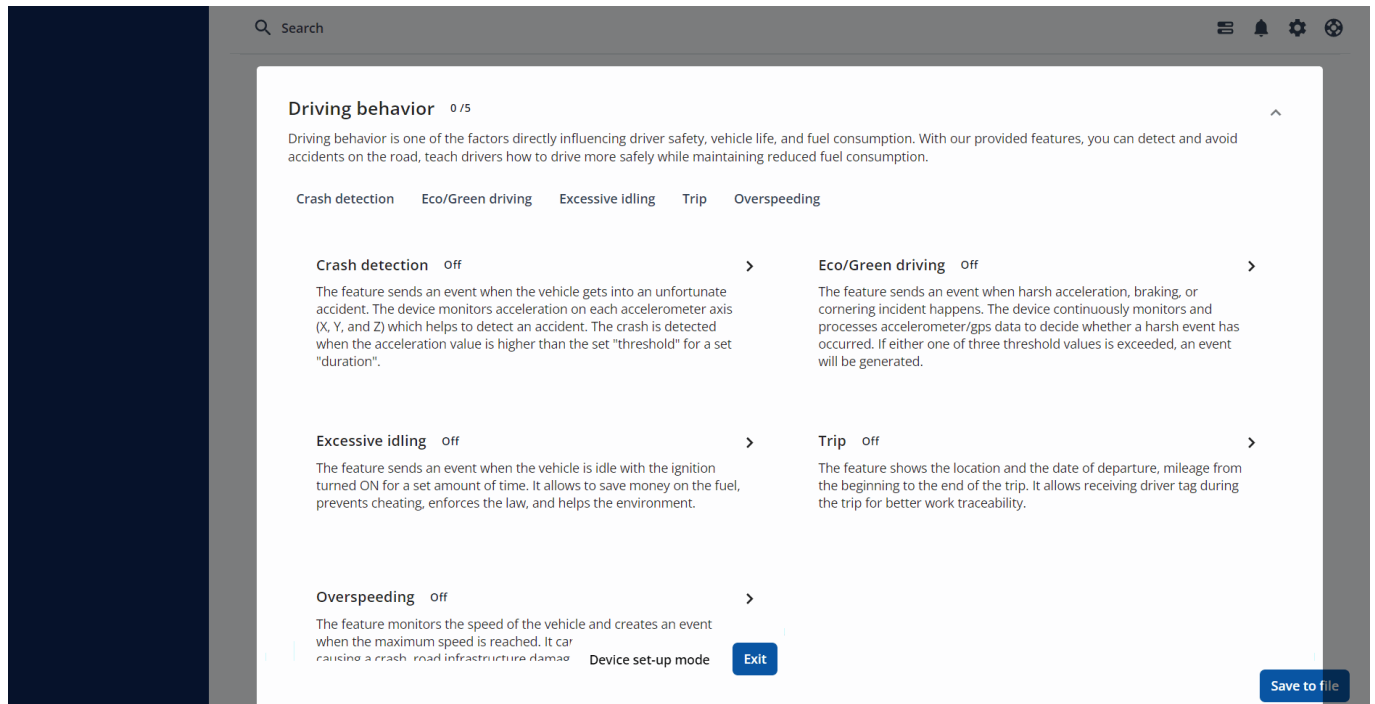 Search
Driving behavior 0 /5
Driving behavior is one of the factors directly influencing driver safety, vehicle life, and fuel consumption. With our provided features, you can detect and avoid
accidents on the road, teach drivers how to drive more safely while maintaining reduced fuel consumption.
Crash detection Eco/Green driving Excessive idling Trip Overspeeding
Crash detection Off
The feature sends an event when the vehicle gets into an unfortunate
accident. The device monitors acceleration on each accelerometer axis
(X, Y, and Z) which helps to detect an accident. The crash is detected
when the acceleration value is higher than the set "threshold" for a set
"duration".
Eco/Green driving Off
The feature sends an event when harsh acceleration, braking, or
cornering incident happens. The device continuously monitors and
processes accelerometer/gps data to decide whether a harsh event has
occurred. If either one of three threshold values is exceeded, an event
will be generated.
Excessive idling Off
The feature sends an event when the vehicle is idle with the ignition
turned ON for a set amount of time. It allows to save money on the fuel,
prevents cheating, enforces the law, and helps the environment.
Trip Off
The feature shows the location and the date of departure, mileage from
the beginning to the end of the trip. It allows receiving driver tag during
the trip for better work traceability.
Overspeeding Off
The feature monitors the speed of the vehicle and creates an event
when the maximum speed is reached. It
causing a crash, road infrastructure
Device set-up mode Exit
Save to file